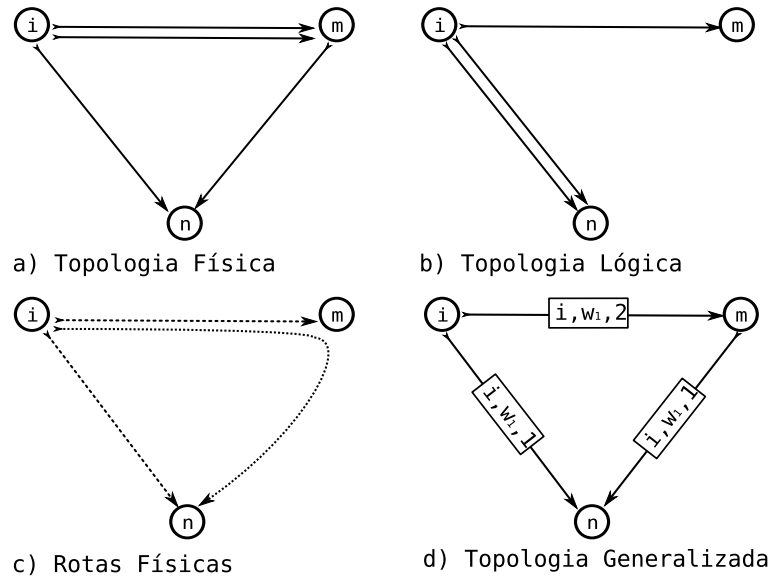 i
m
n
a) Topologia Física
i
m
n
b) Topologia Lógica
i
m
n
c) Rotas Físicas
i
i,w₁,2
m
i,w₁,1
i,w₁,1
n
d) Topologia Generalizada